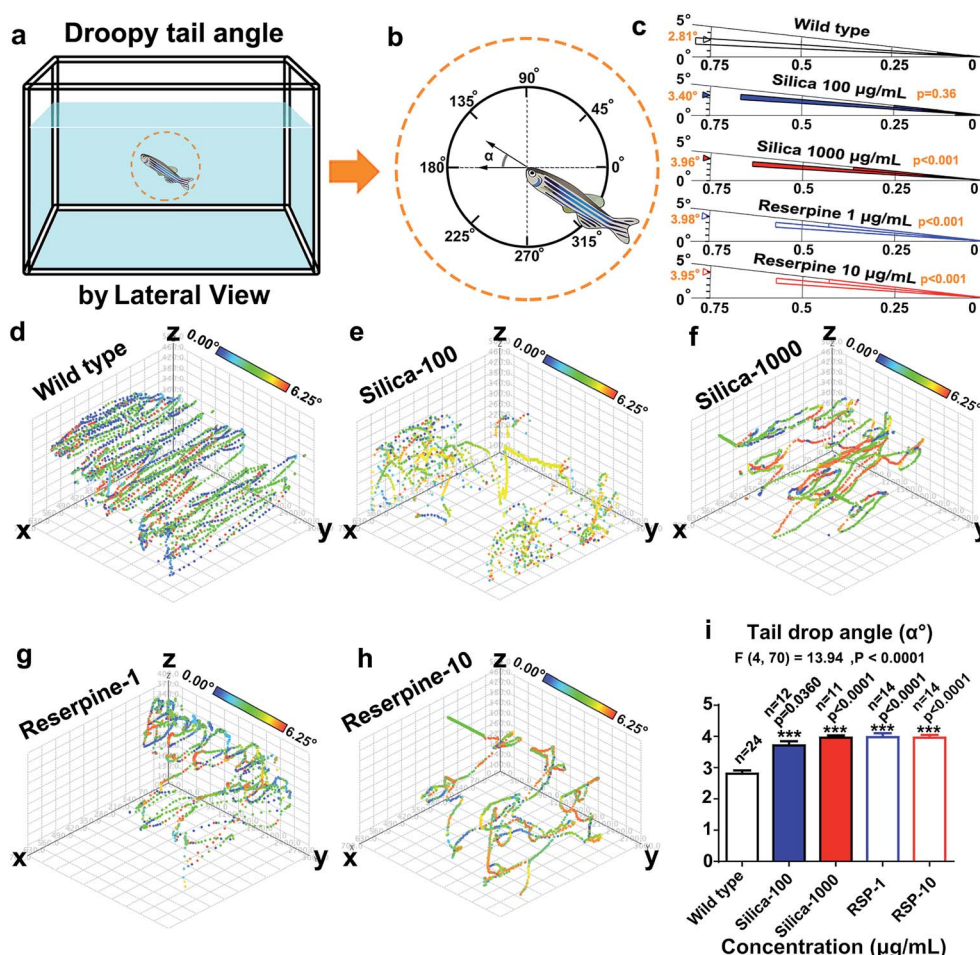 a
Droopy tail angle
by Lateral View
b
90°
135°
45°
α
180°
0°
225°
315°
270°
c
5°
Wild type
2.81°
0°
0.75
0.5
0.25
0
5°
Silica 100 µg/mL
p=0.36
3.40°
0°
0.75
0.5
0.25
0
5°
Silica 1000 µg/mL
p<0.001
3.96°
0°
0.75
0.5
0.25
0
5°
Reserpine 1 µg/mL
p<0.001
3.98°
0°
0.75
0.5
0.25
0
5°
Reserpine 10 µg/mL
p<0.001
3.95°
0°
0.75
0.5
0.25
0
d
Wild type
z
0.00°
6.25°
x
y
e
Silica-100
z
0.00°
6.25°
x
y
f
Silica-1000
z
0.00°
6.25°
x
y
g
Reserpine-1
z
0.00°
6.25°
x
y
h
Reserpine-10
z
0.00°
6.25°
x
y
i
Tail drop angle (α°)
F (4, 70) = 13.94 ,P < 0.0001
n=24
n=12
p=0.0360
***
n=11
p<0.0001
***
n=14
p<0.0001
***
n=14
p<0.0001
***
5
4
3
2
1
0
Wild type
Silica-100
Silica-1000
RSP-1
RSP-10
Concentration (µg/mL)